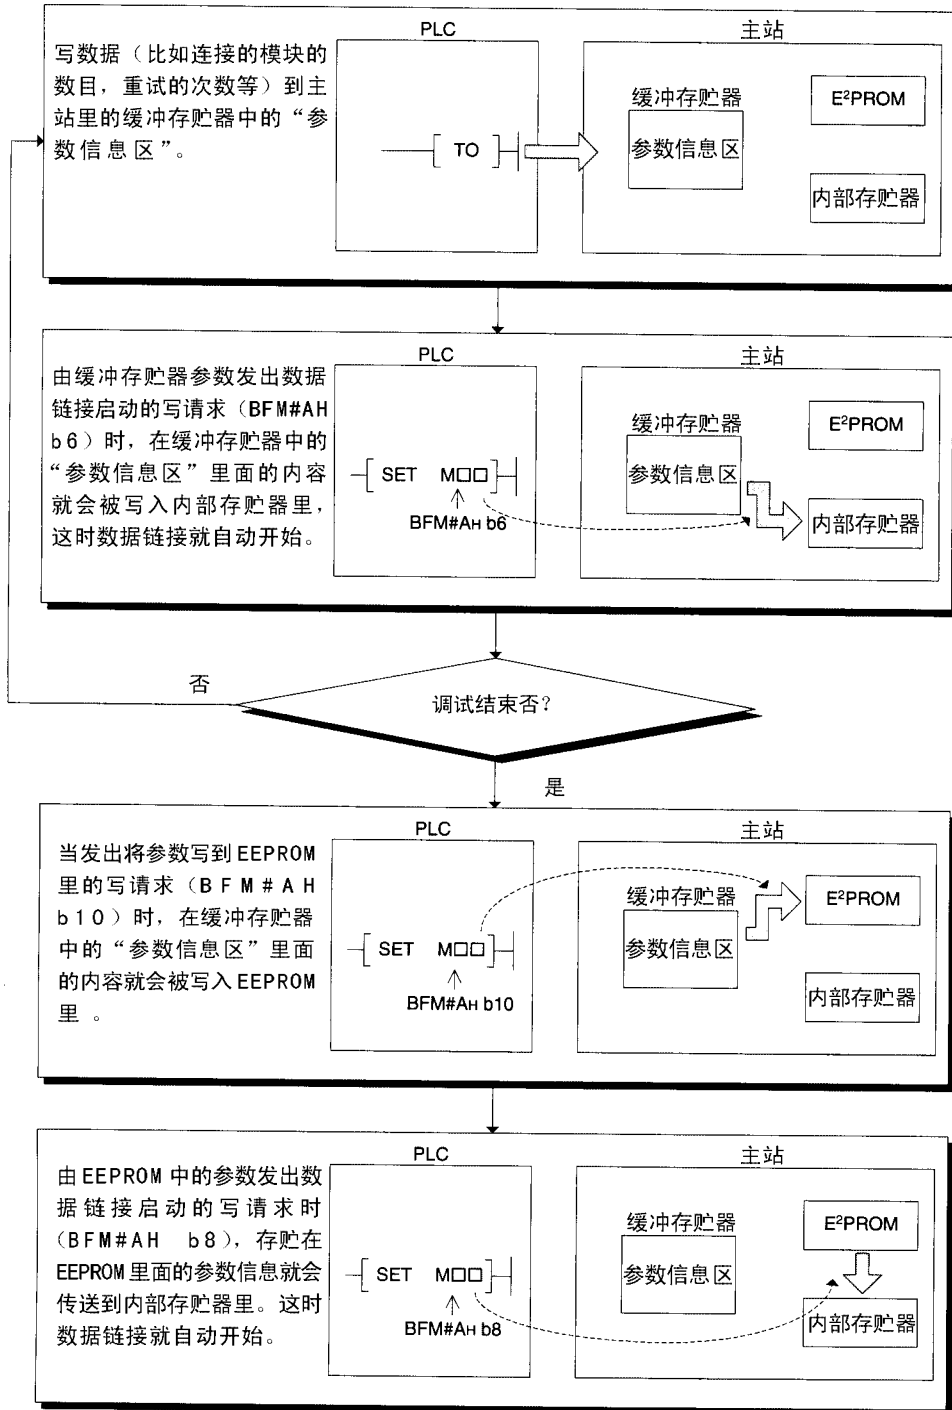 写数据（比如连接的模块的
数目，重试的次数等）到主
站里的缓冲存贮器中的“参
数信息区”。
PLC
TO
主站
缓冲存贮器
参数信息区
E²PROM
内部存贮器
由缓冲存贮器参数发出数据
链接启动的写请求（BFM#AH
b6）时，在缓冲存贮器中的
“参数信息区”里面的内容
就会被写入内部存贮器里，
这时数据链接就自动开始。
PLC
SET M□□
BFM#AH b6
主站
缓冲存贮器
参数信息区
E²PROM
内部存贮器
调试结束否？
否
是
当发出将参数写到EEPROM
里的写请求（BFM#AH
b10）时，在缓冲存贮器
中的“参数信息区”里面
的内容就会被写入EEPROM
里 。
PLC
SET M□□
BFM#AH b10
主站
缓冲存贮器
参数信息区
E²PROM
内部存贮器
由EEPROM中的参数发出数
据链接启动的写请求时
（BFM#AH b8），存贮在
EEPROM里面的参数信息就会
传送到内部存贮器里。这时
数据链接就自动开始。
PLC
SET M□□
BFM#AH b8
主站
缓冲存贮器
参数信息区
E²PROM
内部存贮器